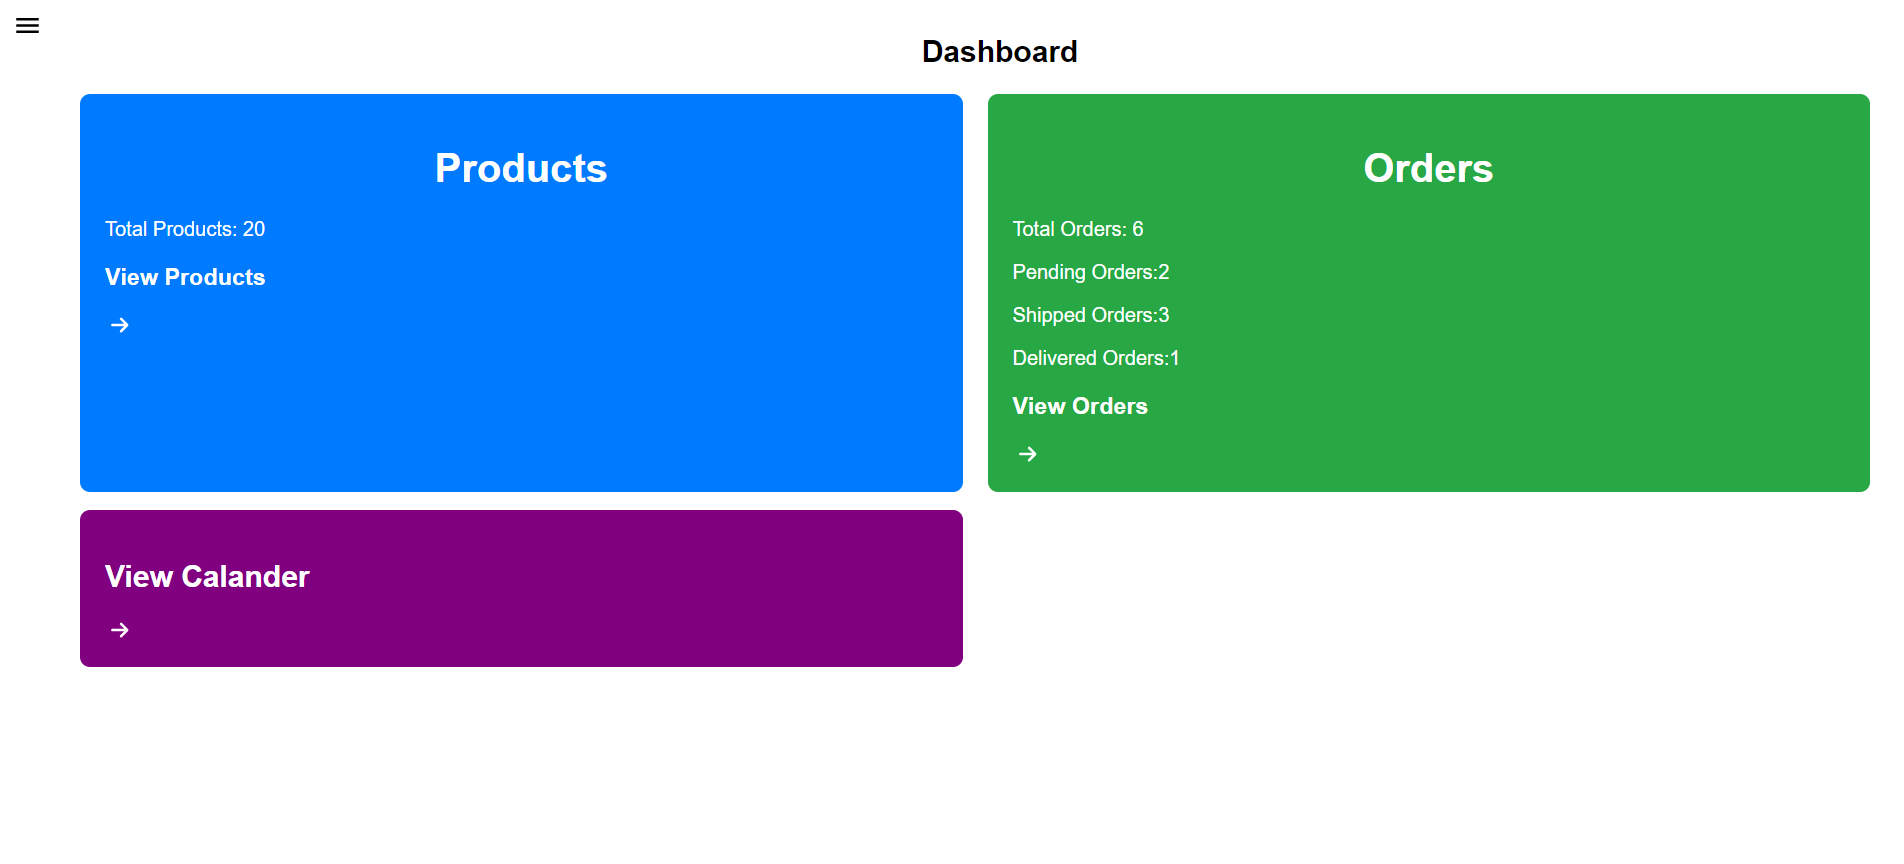 Dashboard
Products
Total Products: 20
View Products
Orders
Total Orders: 6
Pending Orders:2
Shipped Orders:3
Delivered Orders:1
View Orders
View Calander